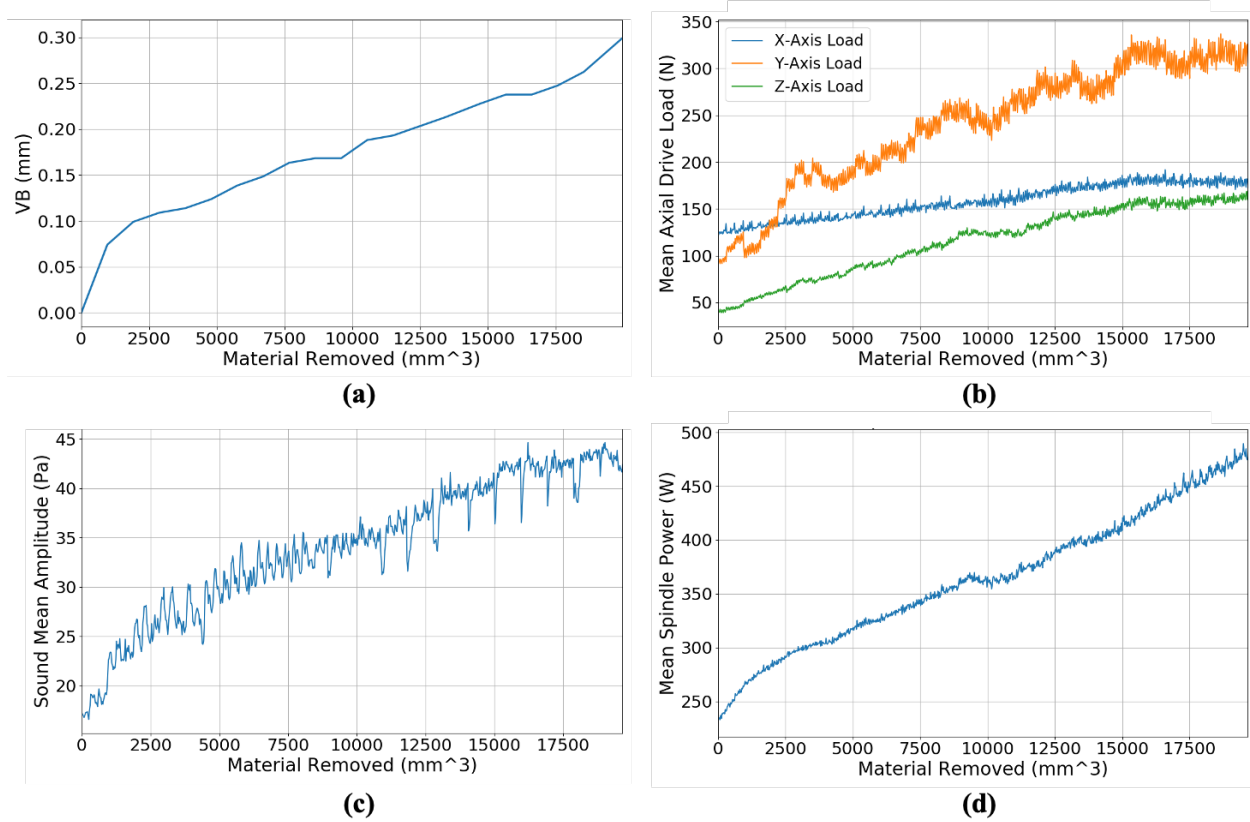 0.30
0.25
0.20
0.15
0.10
0.05
0.00
VB (mm)
0 2500 5000 7500 10000 12500 15000 17500
Material Removed (mm^3)
(a)
350
300
250
200
150
100
50
Mean Axial Drive Load (N)
X-Axis Load
Y-Axis Load
Z-Axis Load
0 2500 5000 7500 10000 12500 15000 17500
Material Removed (mm^3)
(b)
45
40
35
30
25
20
Sound Mean Amplitude (Pa)
0 2500 5000 7500 10000 12500 15000 17500
Material Removed (mm^3)
(c)
500
450
400
350
300
250
Mean Spindle Power (W)
0 2500 5000 7500 10000 12500 15000 17500
Material Removed (mm^3)
(d)